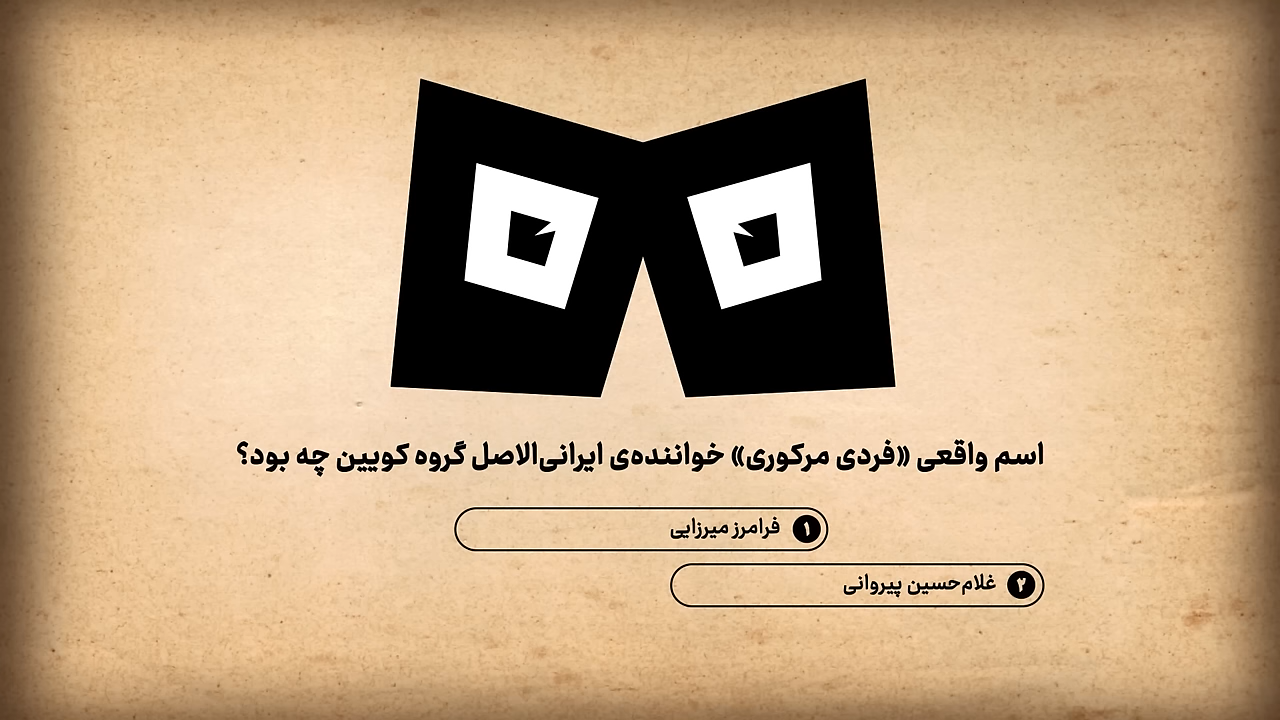 اسم واقعی «فردی مرکوری» خواننده‌ی ایرانی‌الاصل گروه کویین چه بود؟
۱ فرامرز میرزایی
۲ غلام‌حسین پیروانی